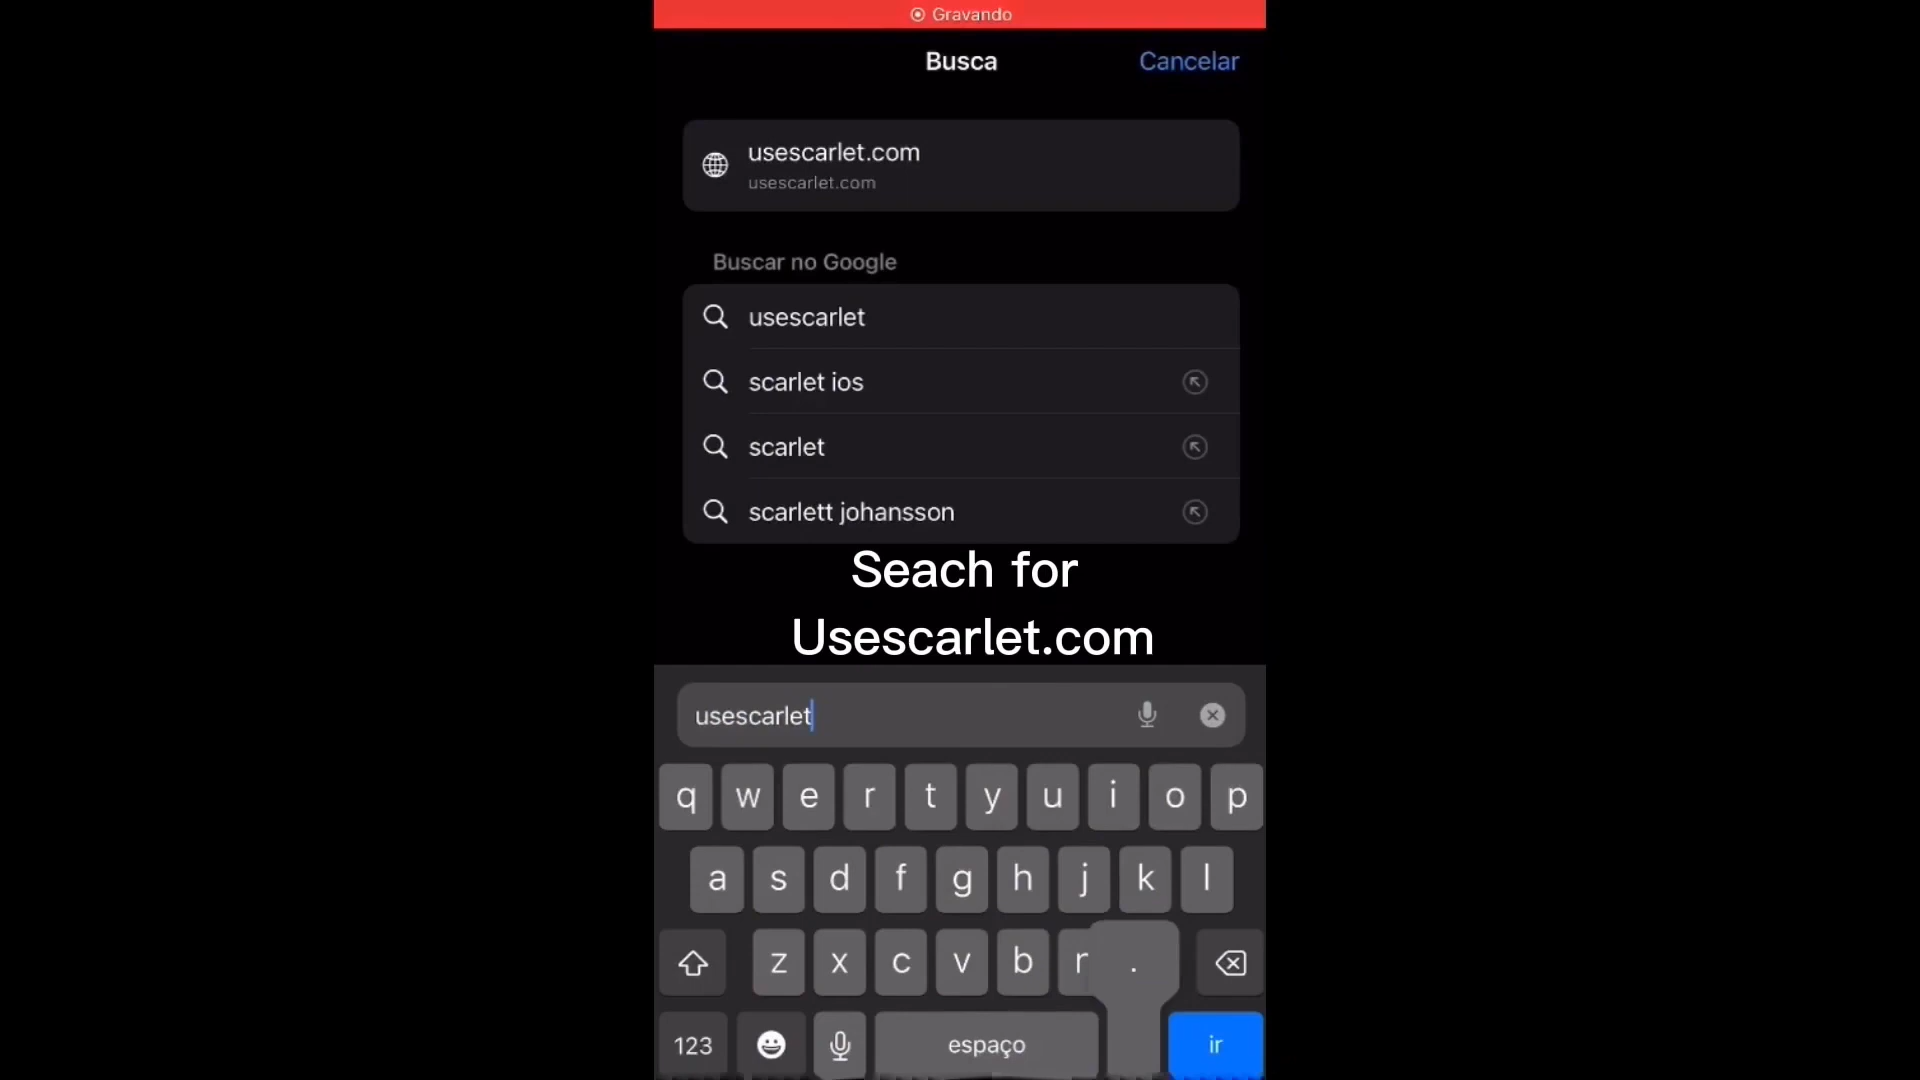 Gravando
Busca
Cancelar
usescarlet.com
usescarlet.com
Buscar no Google
usescarlet
scarlet ios
scarlet
scarlett johansson
Seach for
Usescarlet.com
usescarlet
q w e r t y u i o p
a s d f g h j k l
z x c v b .
123 espaço ir